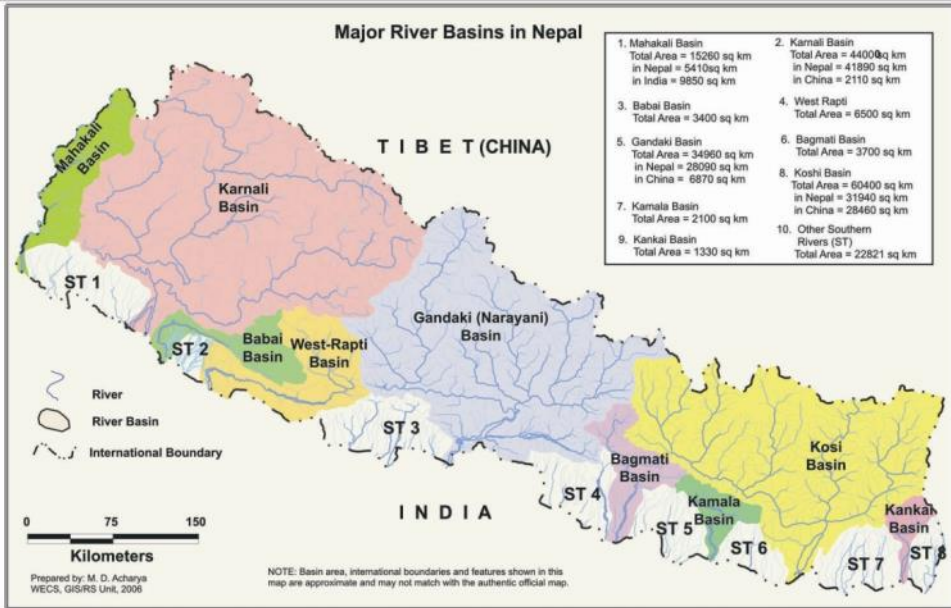 Major River Basins in Nepal
1. Mahakali Basin
Total Area = 15260 sq km
in Nepal = 5410sq km
in India = 9850 sq km
2. Karnali Basin
Total Area = 44000sq km
in Nepal = 41890 sq km
in China = 2110 sq km
3. Babai Basin
Total Area = 3400 sq km
4. West Rapti
Total Area = 6500 sq km
5. Gandaki Basin
Total Area = 34960 sq km
in Nepal = 28090 sq km
in China = 6870 sq km
6. Bagmati Basin
Total Area = 3700 sq km
7. Kamala Basin
Total Area = 2100 sq km
8. Koshi Basin
Total Area = 60400 sq km
in Nepal = 31940 sq km
in China = 28460 sq km
9. Kankai Basin
Total Area = 1330 sq km
10. Other Southern
Rivers (ST)
Total Area = 22821 sq km
Mahakali
Basin
TIBET (CHINA)
Karnali
Basin
ST 1
Gandaki (Narayani)
Basin
Babai
Basin
West-Rapti
Basin
ST 2
ST 3
Kosi
Basin
Bagmati
Basin
ST 4
Kamala
Basin
Kankai
Basin
ST 5
ST 6
ST 7
ST 8
INDIA
River
River Basin
International Boundary
0 75 150
Kilometers
Prepared by: M. D. Acharya
WECS, GIS/RS Unit, 2006
NOTE: Basin area, international boundaries and features shown in this
map are approximate and may not match with the authentic official map.